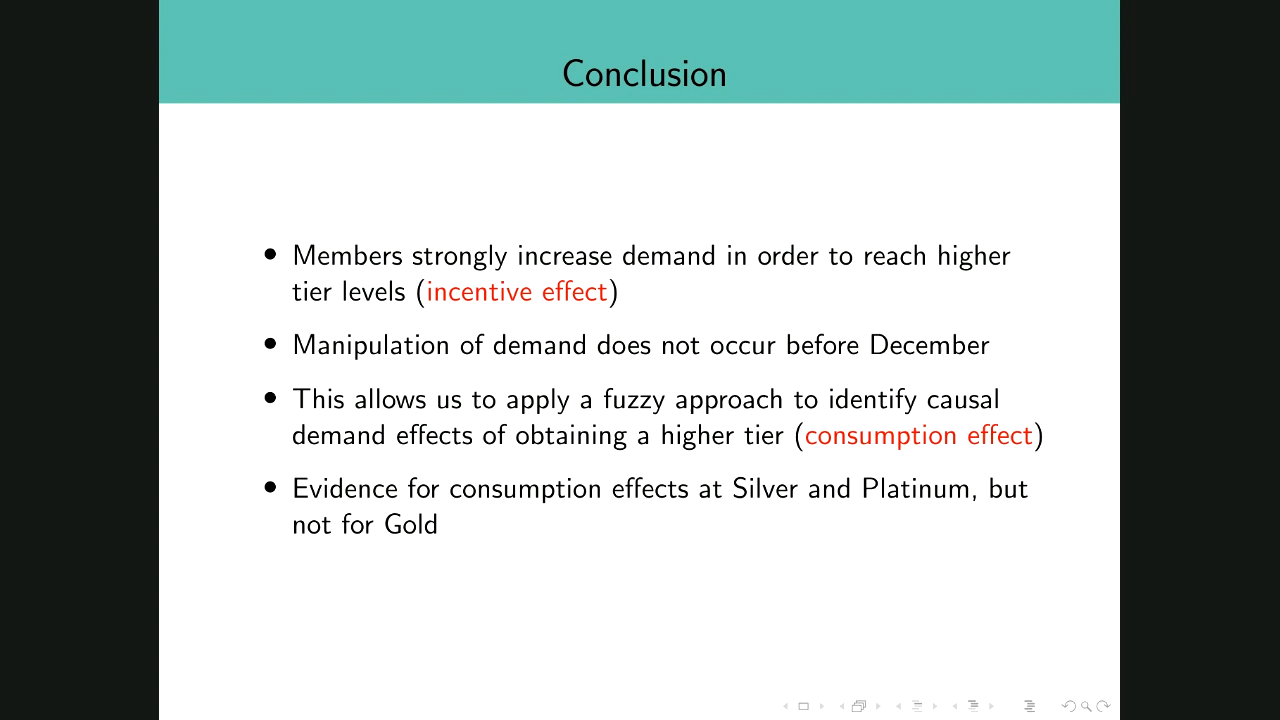 Conclusion
• Members strongly increase demand in order to reach higher
tier levels (incentive effect)
• Manipulation of demand does not occur before December
• This allows us to apply a fuzzy approach to identify causal
demand effects of obtaining a higher tier (consumption effect)
• Evidence for consumption effects at Silver and Platinum, but
not for Gold